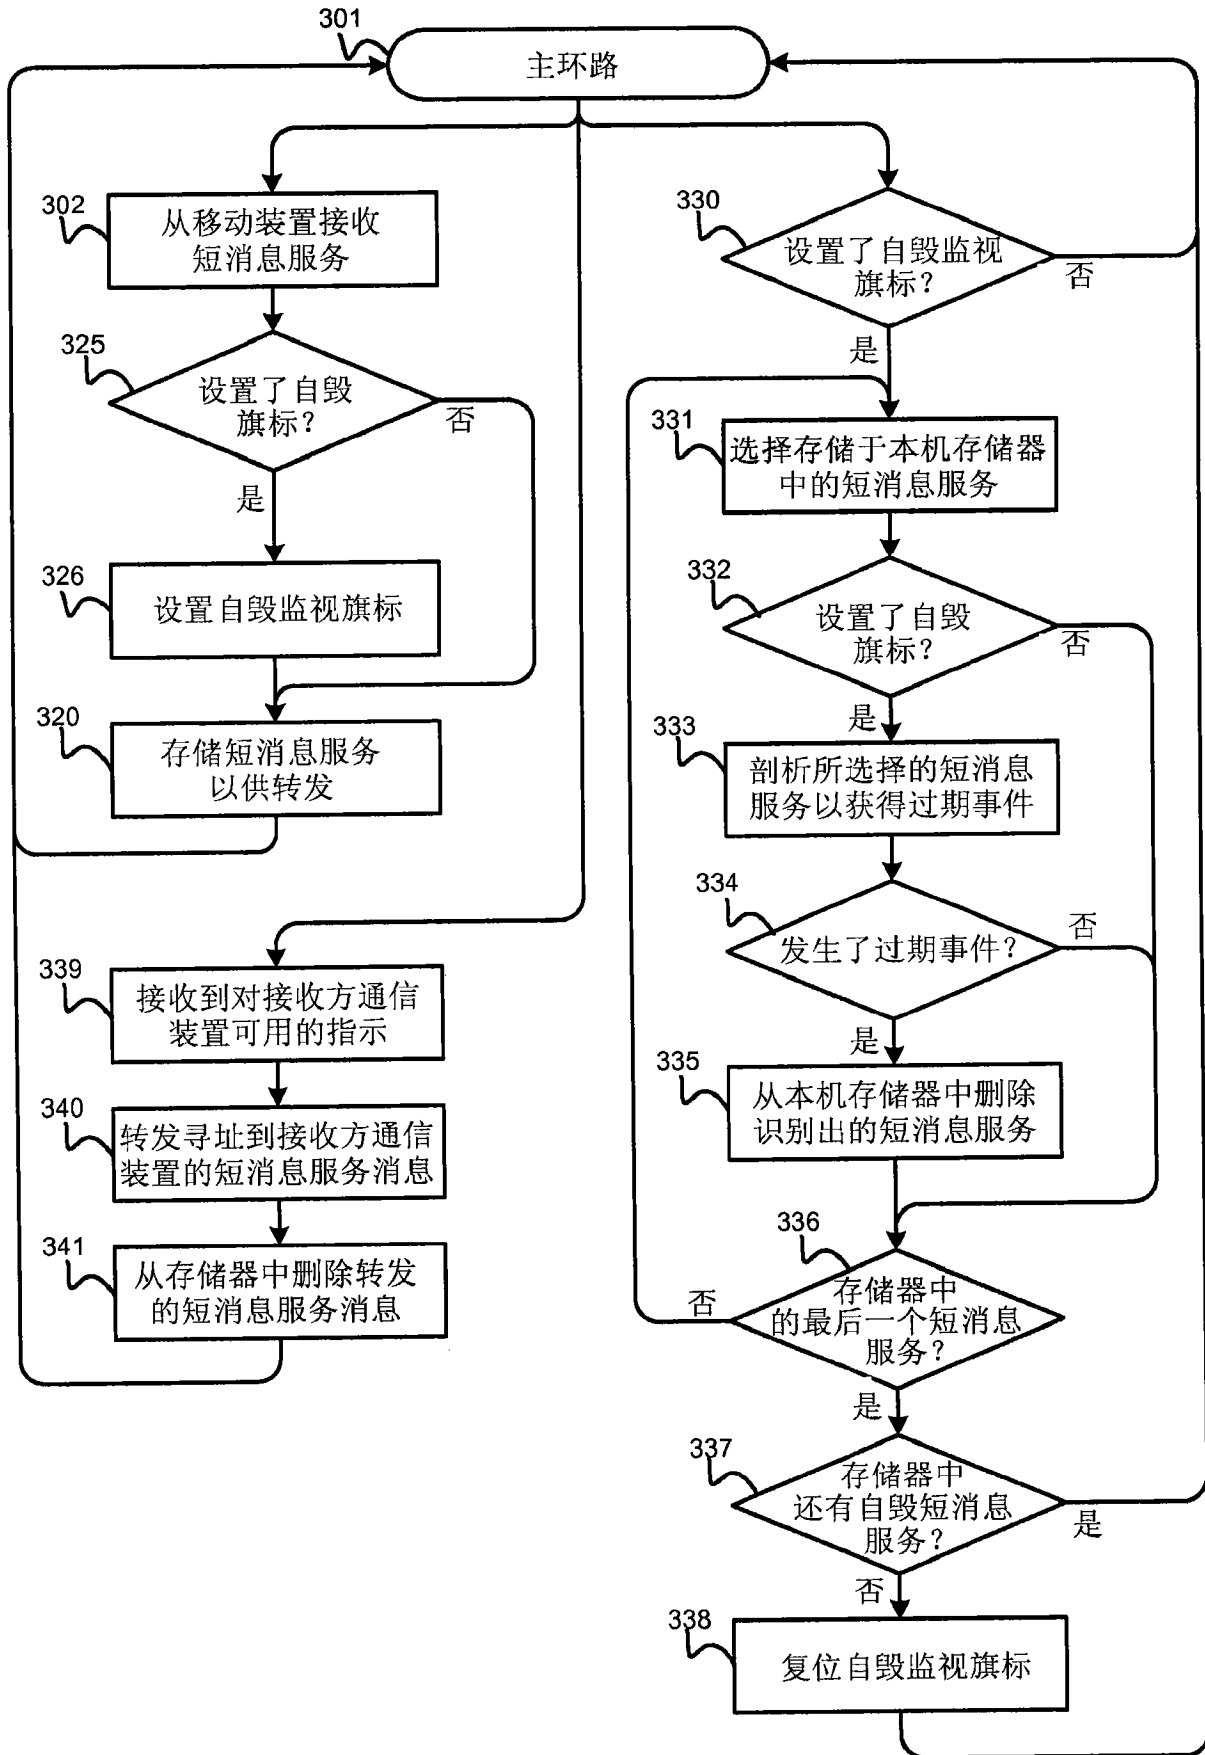 301
主环路
302
从移动装置接收
短消息服务
325
设置了自毁
旗标？
否
是
326
设置自毁监视旗标
320
存储短消息服务
以供转发
339
接收到对接收方通信
装置可用的指示
340
转发寻址到接收方通信
装置的短消息服务消息
341
从存储器中删除转发
的短消息服务消息
330
设置了自毁监视
旗标？
否
是
331
选择存储于本机存储器
中的短消息服务
332
设置了自毁
旗标？
否
是
333
剖析所选择的短消息
服务以获得过期事件
334
发生了过期事件？
否
是
335
从本机存储器中删除
识别出的短消息服务
336
存储器中
的最后一个短消息
服务？
否
是
337
存储器中
还有自毁短消息
服务？
是
否
338
复位自毁监视旗标